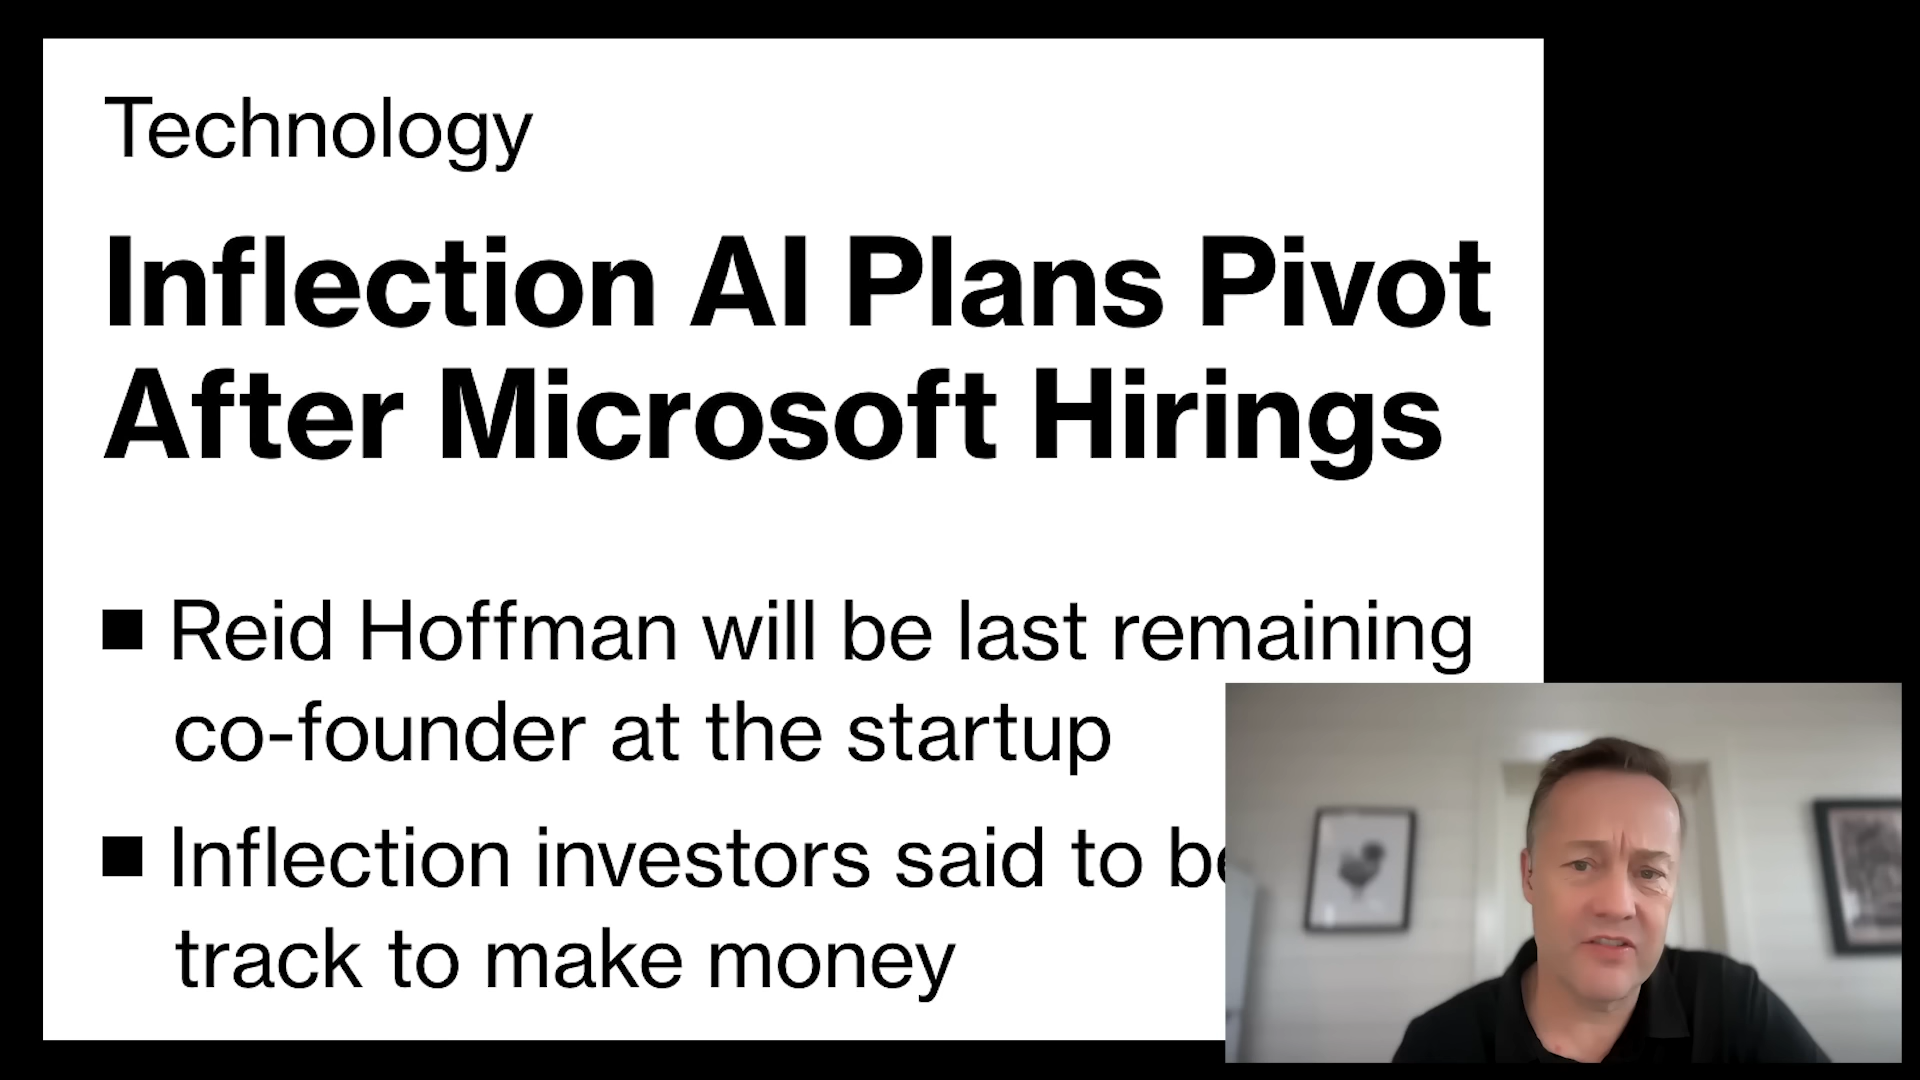 Technology
Inflection AI Plans Pivot
After Microsoft Hirings
■ Reid Hoffman will be last remaining
co-founder at the startup
■ Inflection investors said to
track to make money